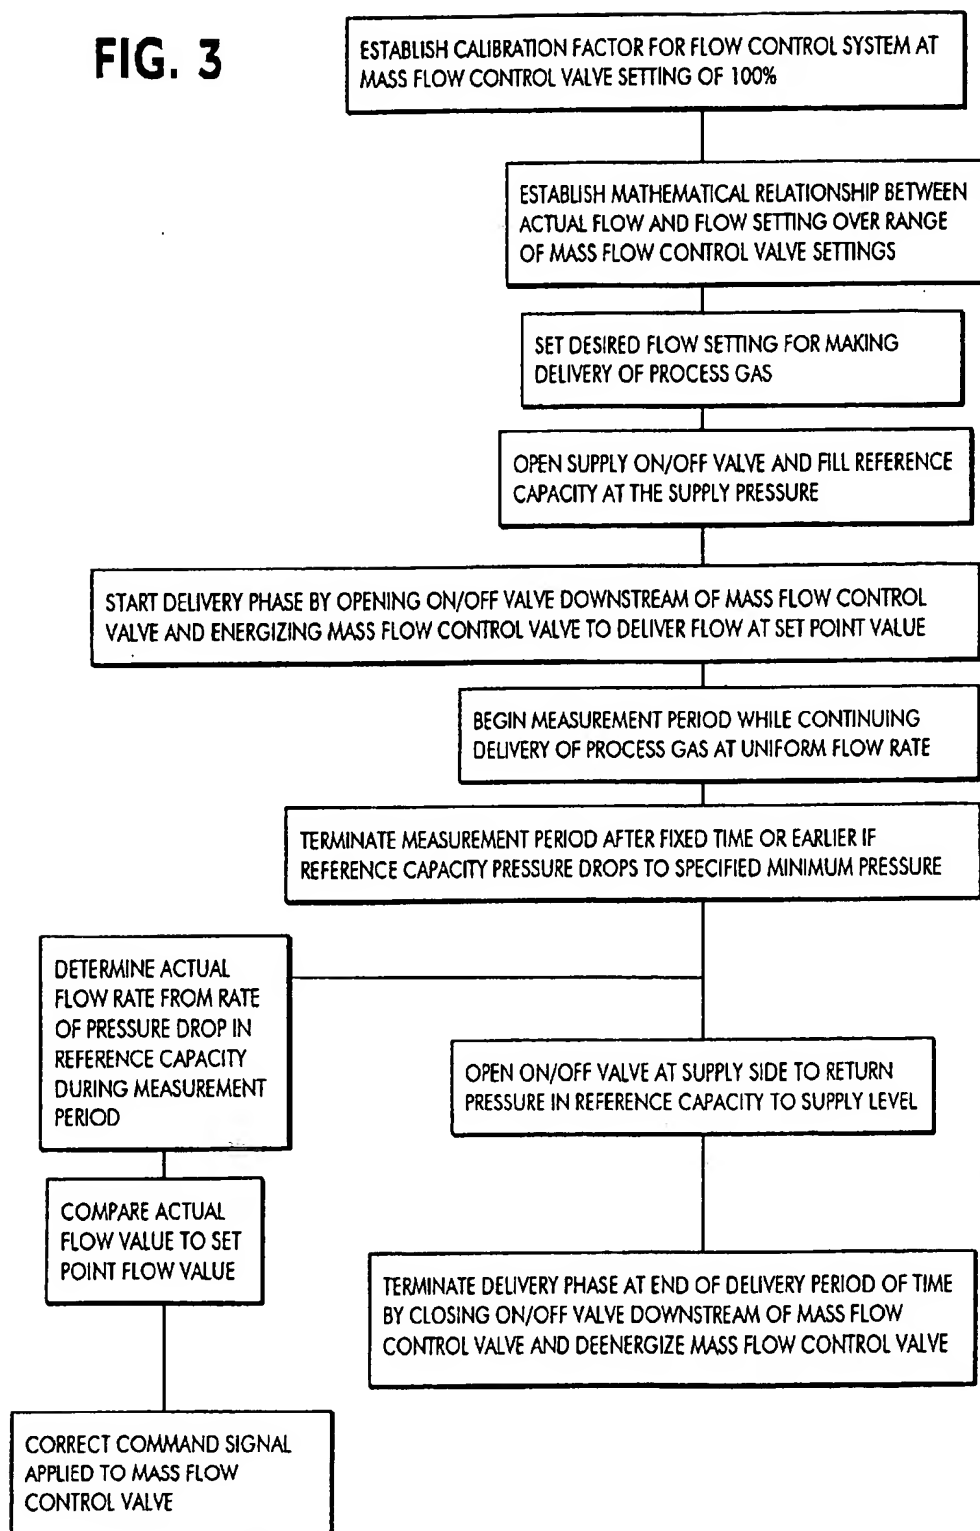 FIG. 3
ESTABLISH CALIBRATION FACTOR FOR FLOW CONTROL SYSTEM AT
MASS FLOW CONTROL VALVE SETTING OF 100%
ESTABLISH MATHEMATICAL RELATIONSHIP BETWEEN
ACTUAL FLOW AND FLOW SETTING OVER RANGE
OF MASS FLOW CONTROL VALVE SETTINGS
SET DESIRED FLOW SETTING FOR MAKING
DELIVERY OF PROCESS GAS
OPEN SUPPLY ON/OFF VALVE AND FILL REFERENCE
CAPACITY AT THE SUPPLY PRESSURE
START DELIVERY PHASE BY OPENING ON/OFF VALVE DOWNSTREAM OF MASS FLOW CONTROL
VALVE AND ENERGIZING MASS FLOW CONTROL VALVE TO DELIVER FLOW AT SET POINT VALUE
BEGIN MEASUREMENT PERIOD WHILE CONTINUING
DELIVERY OF PROCESS GAS AT UNIFORM FLOW RATE
TERMINATE MEASUREMENT PERIOD AFTER FIXED TIME OR EARLIER IF
REFERENCE CAPACITY PRESSURE DROPS TO SPECIFIED MINIMUM PRESSURE
DETERMINE ACTUAL
FLOW RATE FROM RATE
OF PRESSURE DROP IN
REFERENCE CAPACITY
DURING MEASUREMENT
PERIOD
OPEN ON/OFF VALVE AT SUPPLY SIDE TO RETURN
PRESSURE IN REFERENCE CAPACITY TO SUPPLY LEVEL
COMPARE ACTUAL
FLOW VALUE TO SET
POINT FLOW VALUE
TERMINATE DELIVERY PHASE AT END OF DELIVERY PERIOD OF TIME
BY CLOSING ON/OFF VALVE DOWNSTREAM OF MASS FLOW
CONTROL VALVE AND DEENERGIZE MASS FLOW CONTROL VALVE
CORRECT COMMAND SIGNAL
APPLIED TO MASS FLOW
CONTROL VALVE